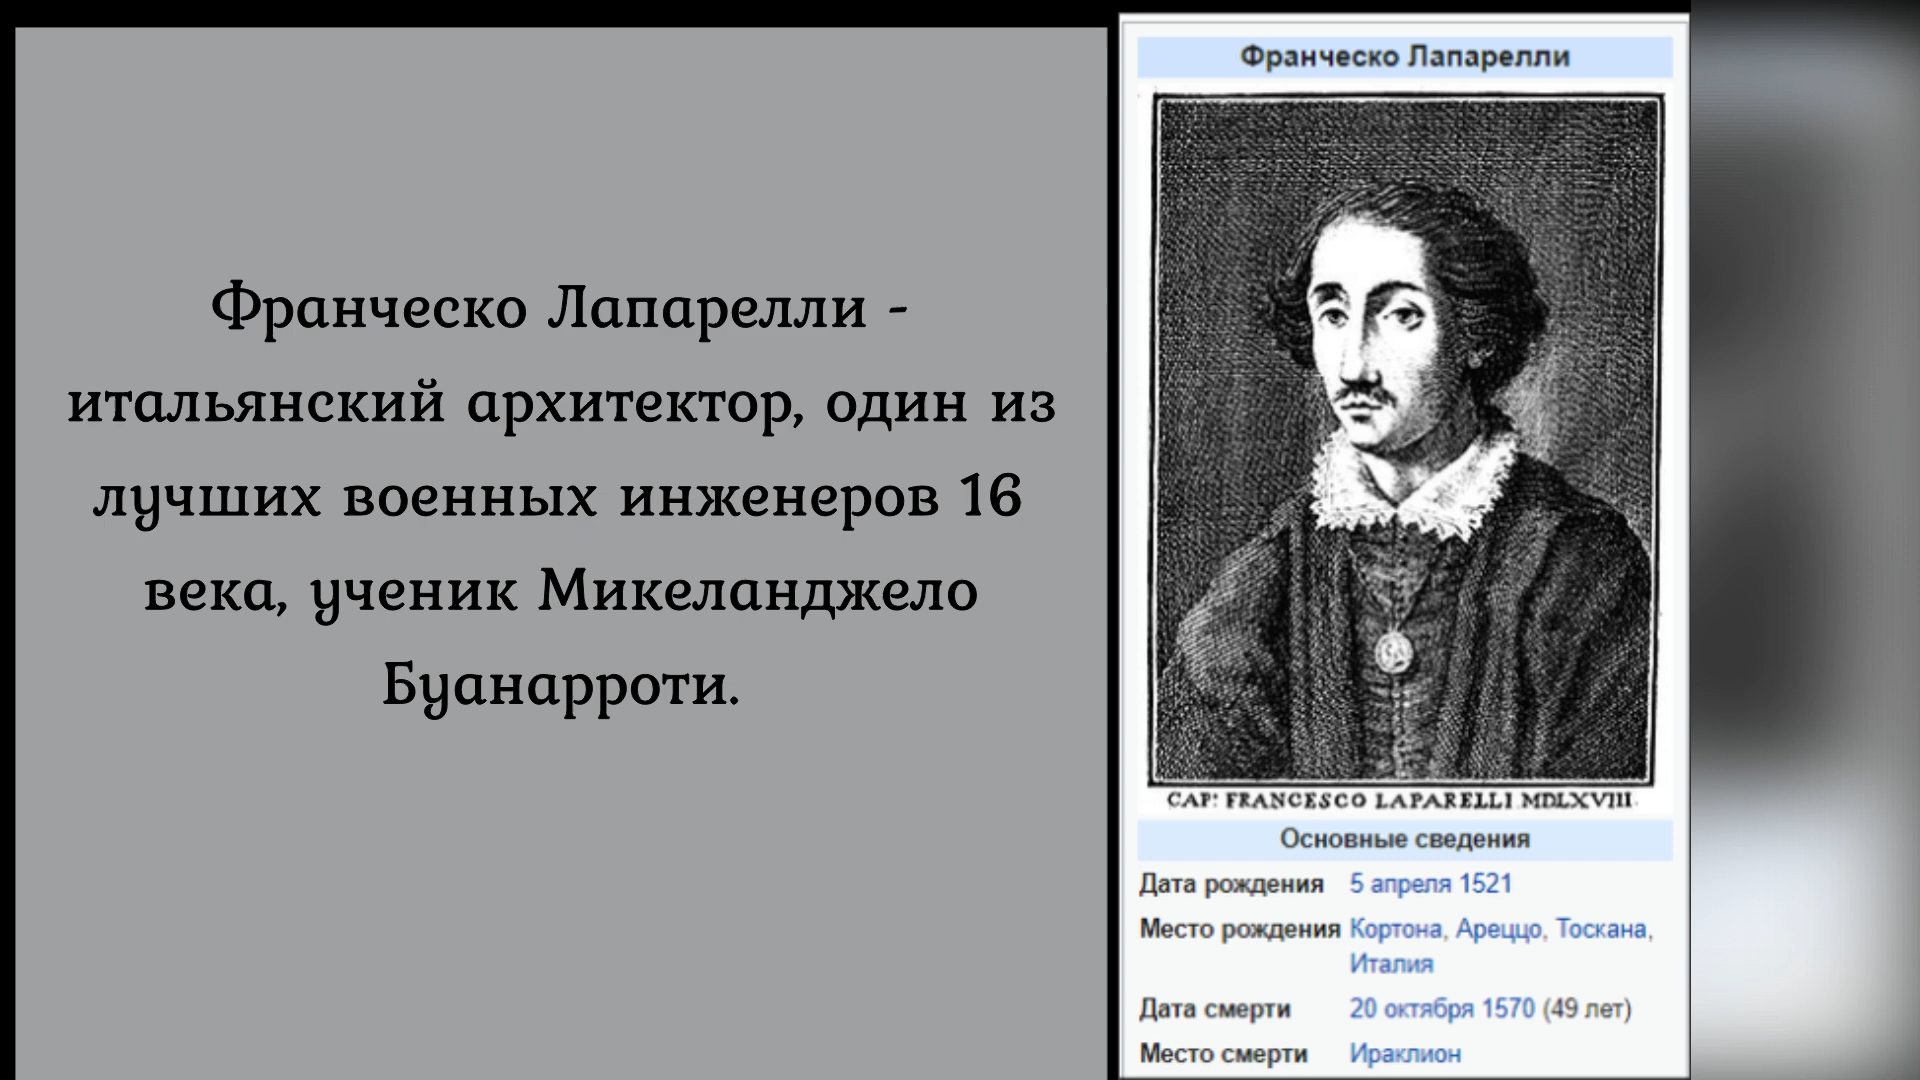 Франческо Лапарелли -
итальянский архитектор, один из
лучших военных инженеров 16
века, ученик Микеланджело
Буанарроти.
Франческо Лапарелли
CAP: FRANCESCO LAPARELLI MDLXVIII.
Основные сведения
Дата рождения 5 апреля 1521
Место рождения Кортона, Ареццо, Тоскана,
Италия
Дата смерти 20 октября 1570 (49 лет)
Место смерти Ираклион